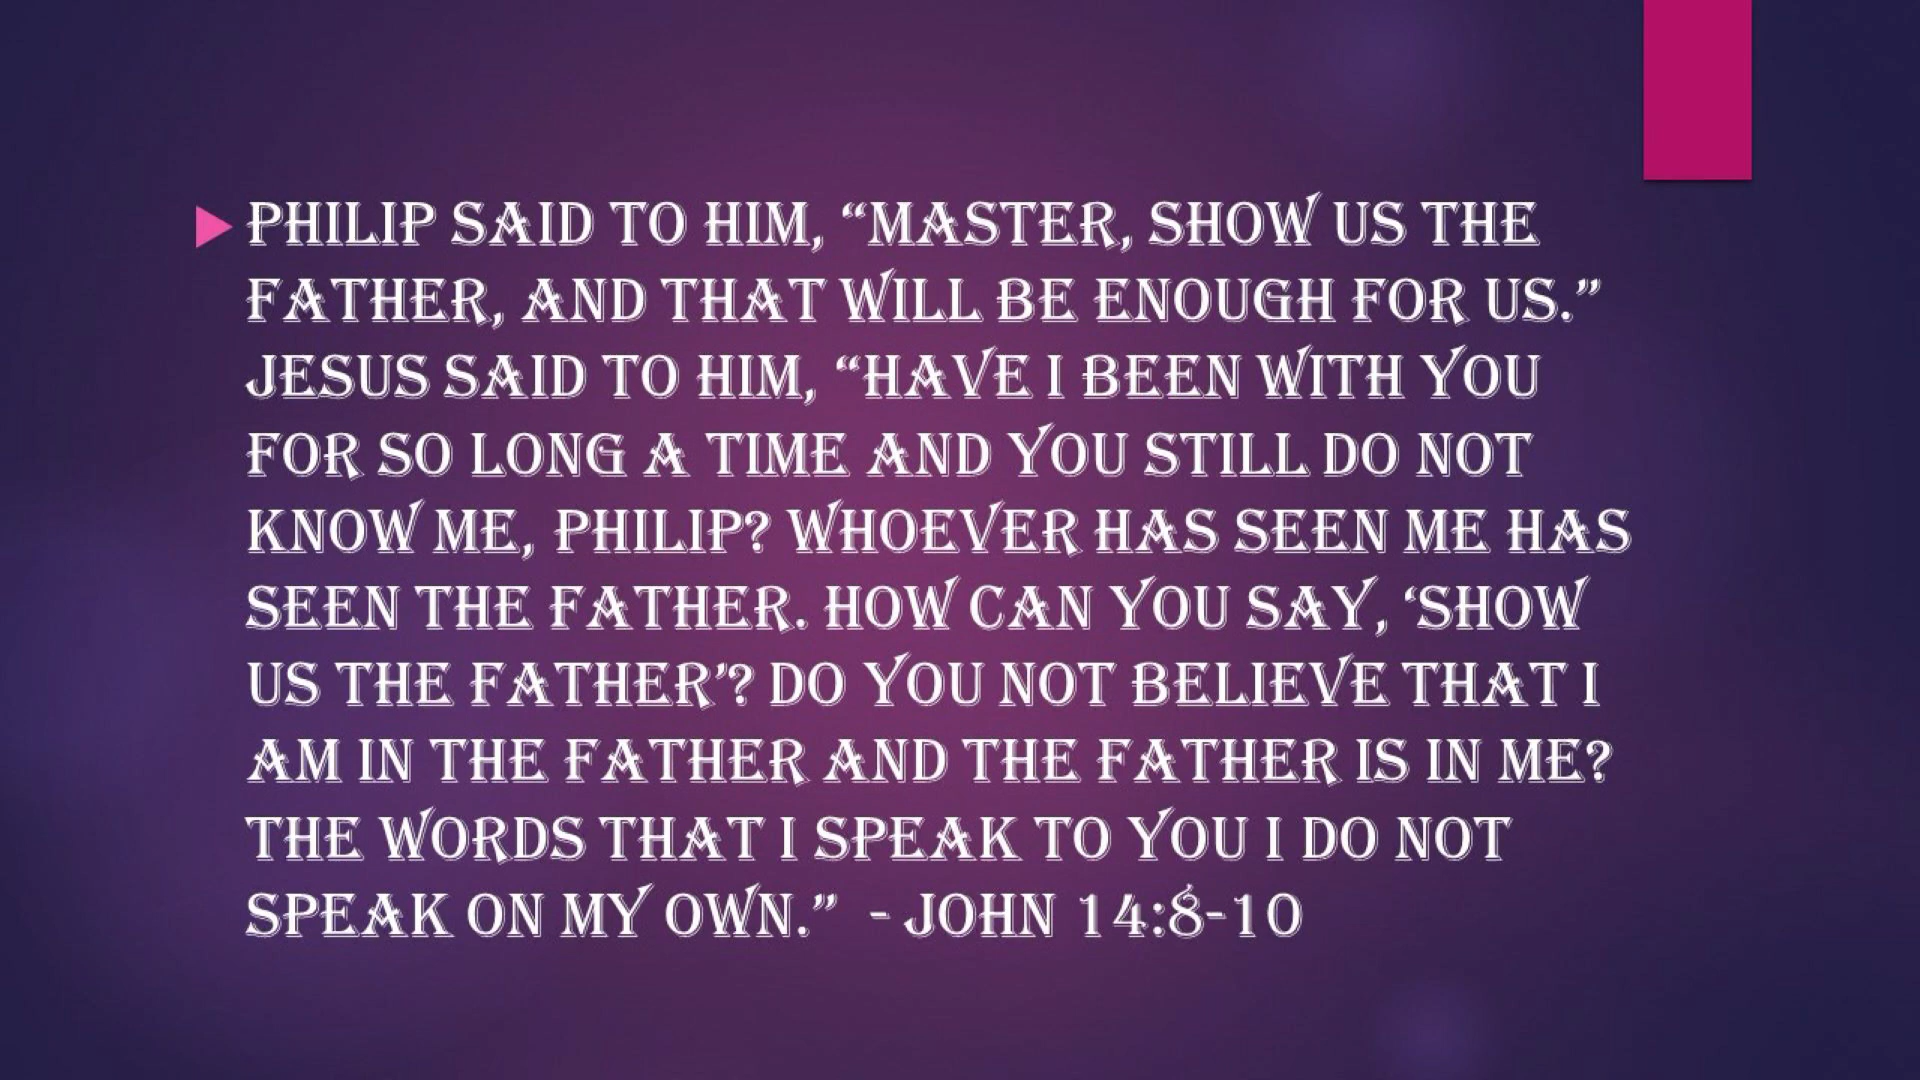 PHILIP SAID TO HIM, “MASTER, SHOW US THE
FATHER, AND THAT WILL BE ENOUGH FOR US.”
JESUS SAID TO HIM, “HAVE I BEEN WITH YOU
FOR SO LONG A TIME AND YOU STILL DO NOT
KNOW ME, PHILIP? WHOEVER HAS SEEN ME HAS
SEEN THE FATHER. HOW CAN YOU SAY, ‘SHOW
US THE FATHER’? DO YOU NOT BELIEVE THAT I
AM IN THE FATHER AND THE FATHER IS IN ME?
THE WORDS THAT I SPEAK TO YOU I DO NOT
SPEAK ON MY OWN.” - JOHN 14:8-10